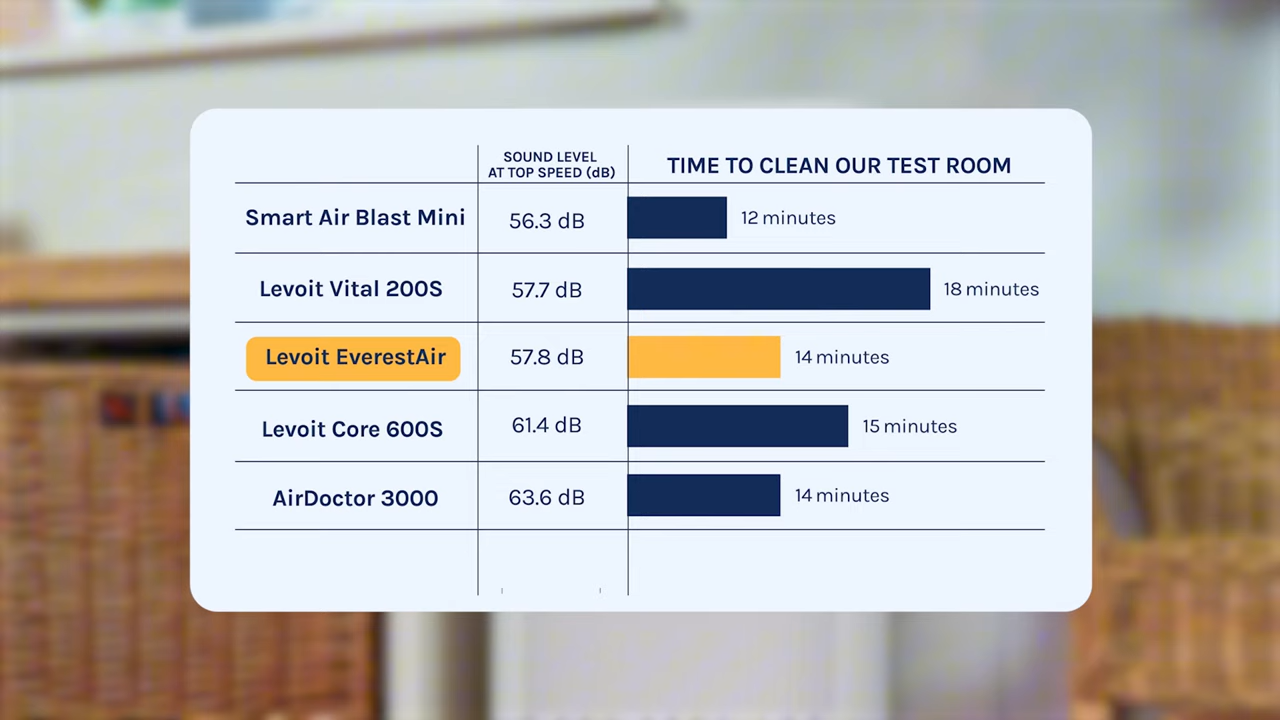 SOUND LEVEL
AT TOP SPEED (dB)
TIME TO CLEAN OUR TEST ROOM
Smart Air Blast Mini
56.3 dB
12 minutes
Levoit Vital 200S
57.7 dB
18 minutes
Levoit EverestAir
57.8 dB
14 minutes
Levoit Core 600S
61.4 dB
15 minutes
AirDoctor 3000
63.6 dB
14 minutes